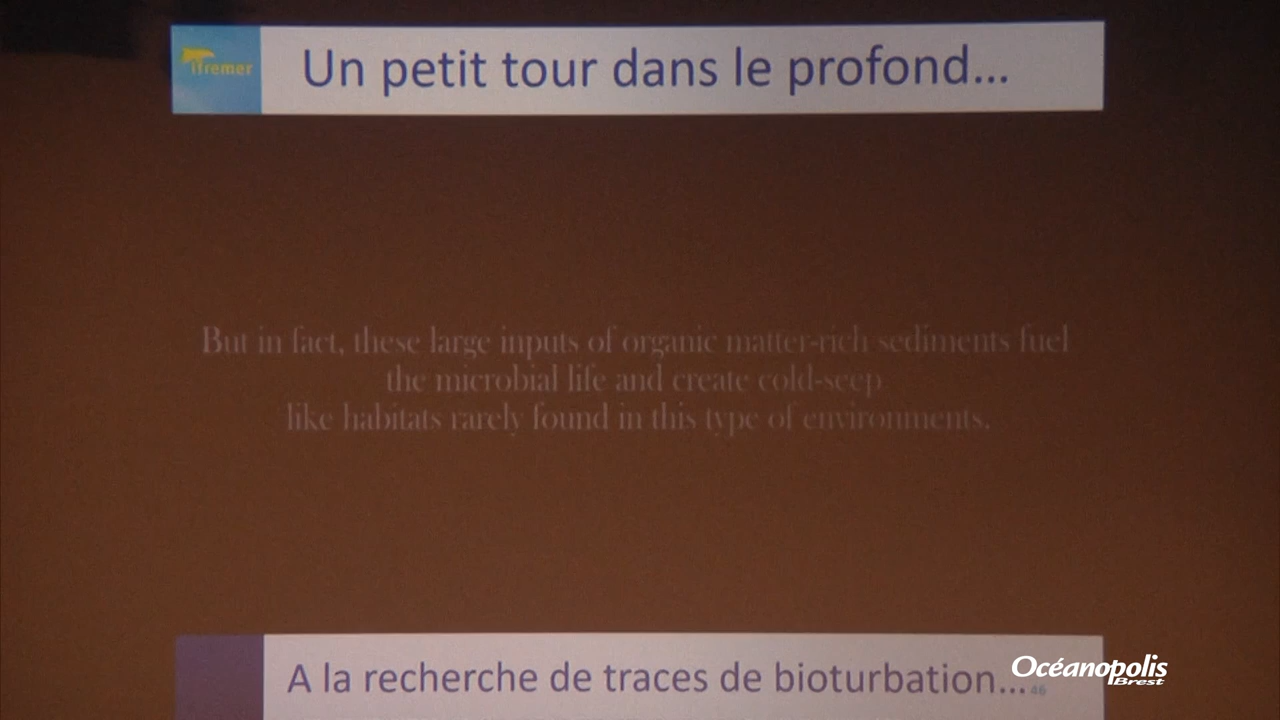 ifremer
Un petit tour dans le profond...
But in fact, these large inputs of organic matter-rich sediments fuel
the microbial life and create cold-seep
like habitats rarely found in this type of environments.
A la recherche de traces de bioturbation...
46
Océanopolis
Brest